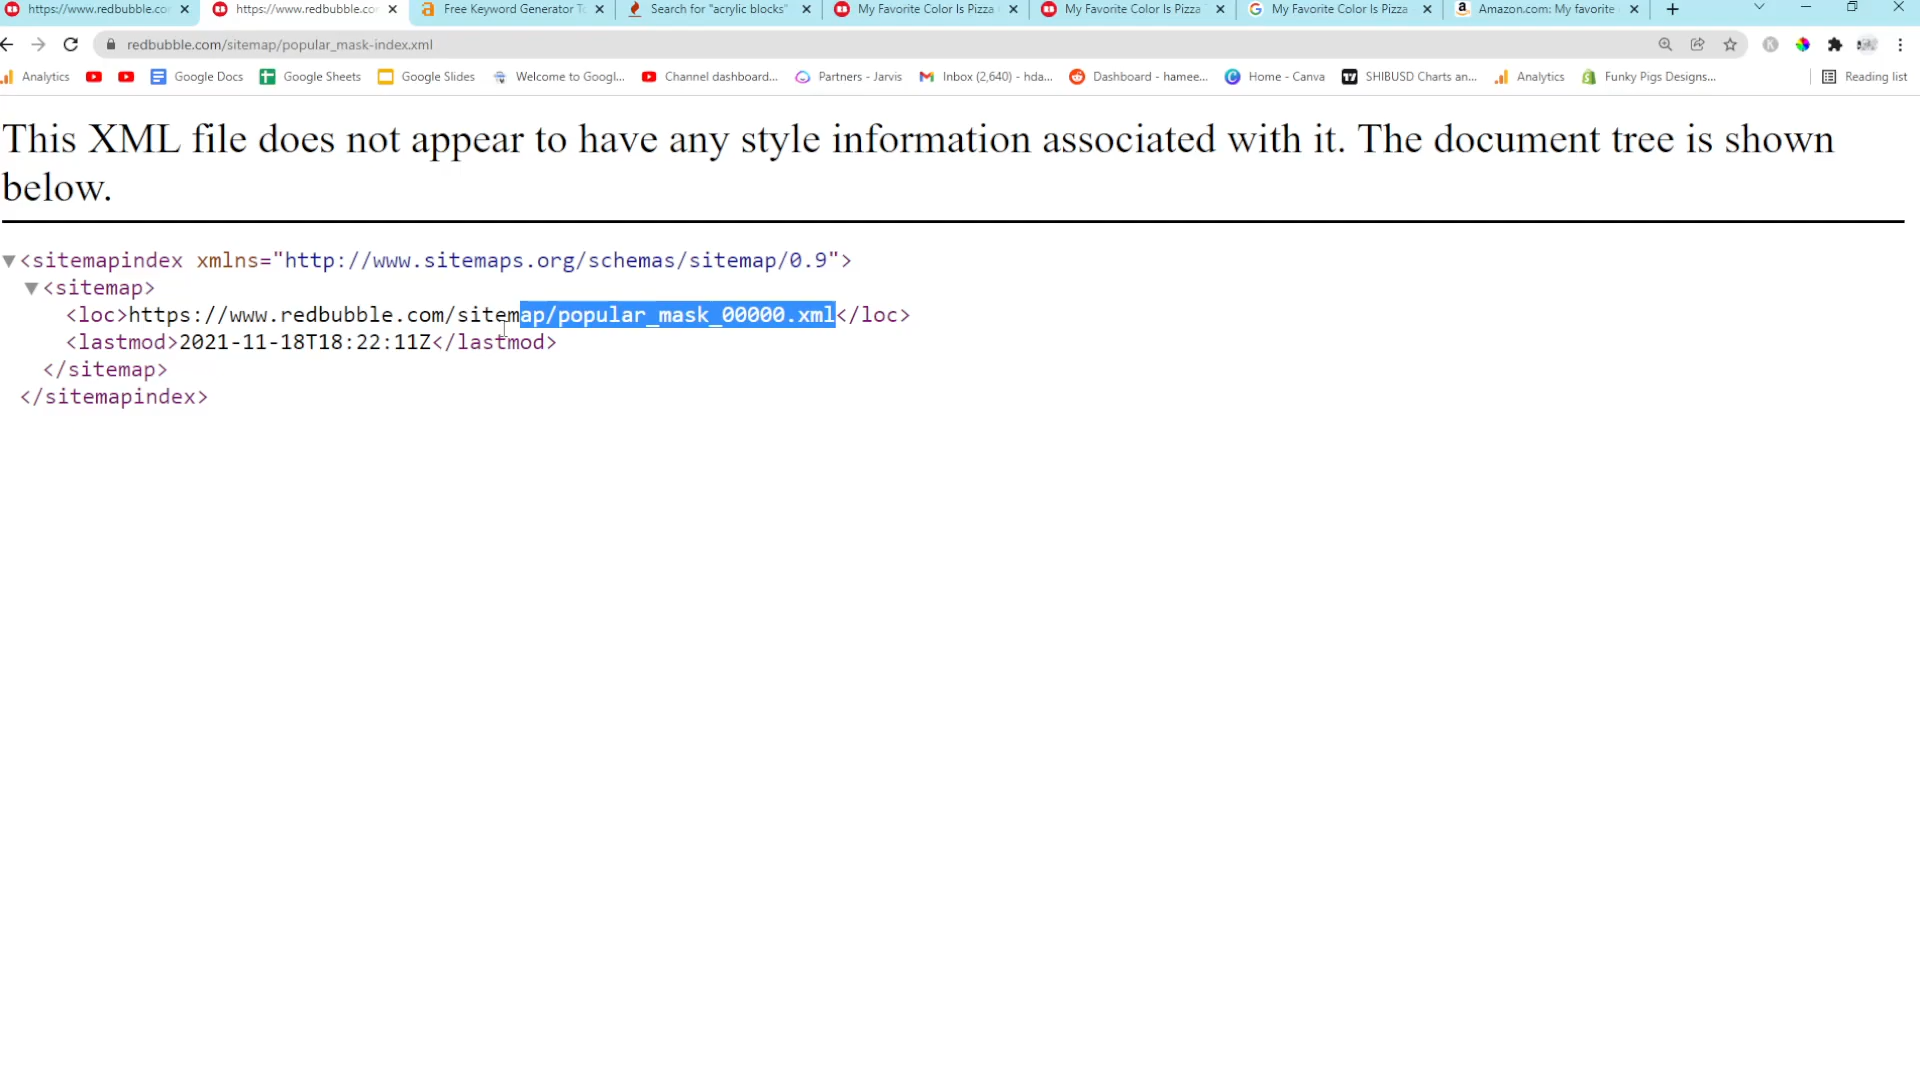 https://www.redbubble.co
https://www.redbubble.co
Free Keyword Generator To
Search for "acrylic blocks"
My Favorite Color Is Pizza
My Favorite Color Is Pizza
My Favorite Color Is Pizza
Amazon.com: My favorite
redbubble.com/sitemap/popular_mask-index.xml
Analytics
Google Docs
Google Sheets
Google Slides
Welcome to Googl...
Channel dashboard...
Partners - Jarvis
Inbox (2,640) - hda...
Dashboard - hamee...
Home - Canva
SHIBUSD Charts an...
Analytics
Funky Pigs Designs...
Reading list
This XML file does not appear to have any style information associated with it. The document tree is shown
below.
<sitemapindex xmlns="http://www.sitemaps.org/schemas/sitemap/0.9">
<sitemap>
<loc>https://www.redbubble.com/sitemap/popular_mask_00000.xml</loc>
<lastmod>2021-11-18T18:22:11Z</lastmod>
</sitemap>
</sitemapindex>